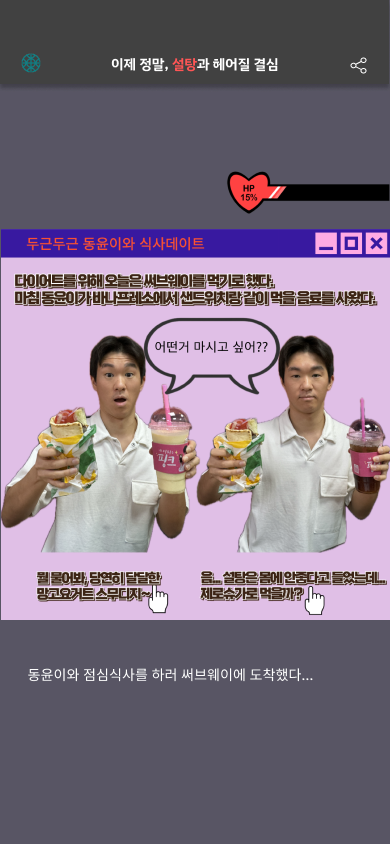 이제 정말, 설탕과 헤어질 결심
HP
15%
두근두근 동윤이와 식사데이트
다이어트를 위해 오늘은 써브웨이를 먹기로 했다.
마침 동윤이가 바나프레소에서 샌드위치랑 같이 먹을 음료를 사왔다.
어떤거 마시고 싶어??
핑크
뭘 물어봐, 당연히 달달한
망고요거트 스무디지~
음... 설탕은 몸에 안좋다고 들었는데...
제로슈가로 먹을까?
동윤이와 점심식사를 하러 써브웨이에 도착했다...